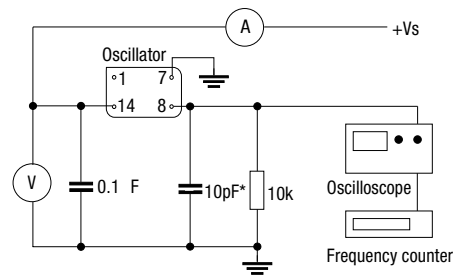 A
+Vs
Oscillator
1 7
14 8
V
0.1 F
10pF*
10k
Oscilloscope
Frequency counter